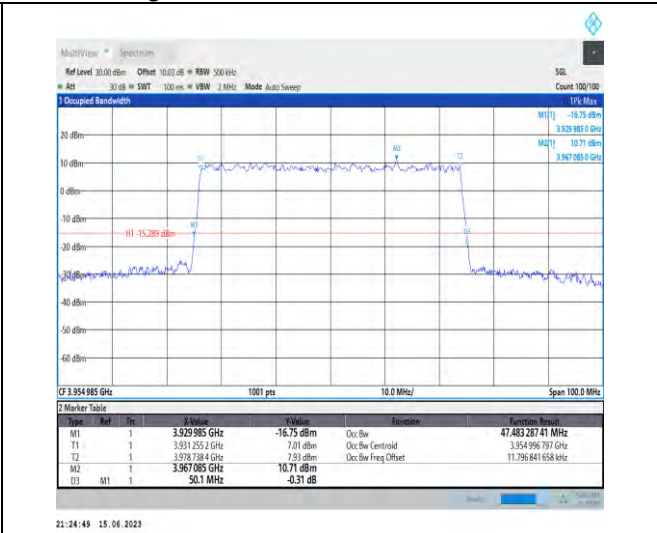 MultiView Spectrum
Ref Level 30.00 dBm Offset 10.03 dB RBW 500 kHz SGL
Att 30 dB SWT 100 ms VBW 2 MHz Mode Auto Sweep Count 100/100
1 Occupied Bandwidth 1Pk Max
M1[1] -16.75 dBm
3.929 985 0 GHz
M2[1] 10.71 dBm
3.967 085 0 GHz
20 dBm
M2
T2
10 dBm
0 dBm
-10 dBm
M1
H1 -15.289 dBm
D3
-20 dBm
-30 dBm
-40 dBm
-50 dBm
-60 dBm
CF 3.954 985 GHz 1001 pts 10.0 MHz/ Span 100.0 MHz
2 Marker Table
Type Ref Trc X-Value Y-Value Function Function Result
M1 1 3.929 985 GHz -16.75 dBm Occ Bw 47.483 287 41 MHz
T1 1 3.931 255 2 GHz 7.01 dBm Occ Bw Centroid 3.954 996 797 GHz
T2 1 3.978 738 4 GHz 7.93 dBm Occ Bw Freq Offset 11.796 841 658 kHz
M2 1 3.967 085 GHz 10.71 dBm
D3 M1 1 50.1 MHz -0.31 dB
21:24:49 15.06.2023